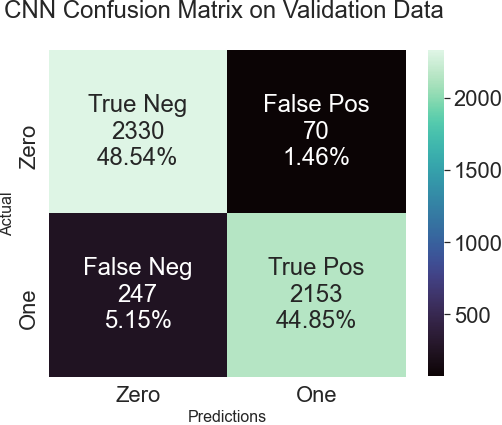 CNN Confusion Matrix on Validation Data
True Neg
2330
48.54%
False Pos
70
1.46%
False Neg
247
5.15%
True Pos
2153
44.85%
Zero
One
Actual
Zero
One
Predictions
2000
1500
1000
500